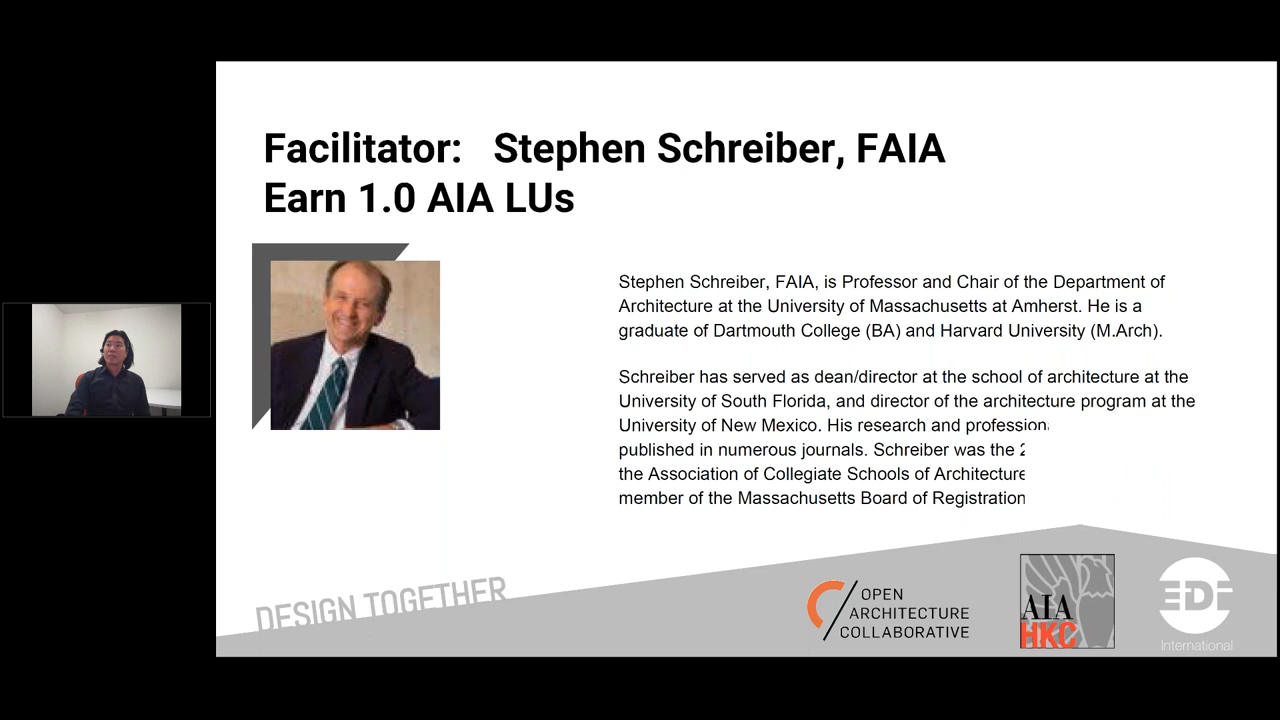 Facilitator: Stephen Schreiber, FAIA
Earn 1.0 AIA LUs
Stephen Schreiber, FAIA, is Professor and Chair of the Department of
Architecture at the University of Massachusetts at Amherst. He is a
graduate of Dartmouth College (BA) and Harvard University (M.Arch).
Schreiber has served as dean/director at the school of architecture at the
University of South Florida, and director of the architecture program at the
University of New Mexico. His research and profession
published in numerous journals. Schreiber was the
the Association of Collegiate Schools of Architecture
member of the Massachusetts Board of Registration
DESIGN TOGETHER
OPEN
ARCHITECTURE
COLLABORATIVE
AIA
HKC
EDI
International